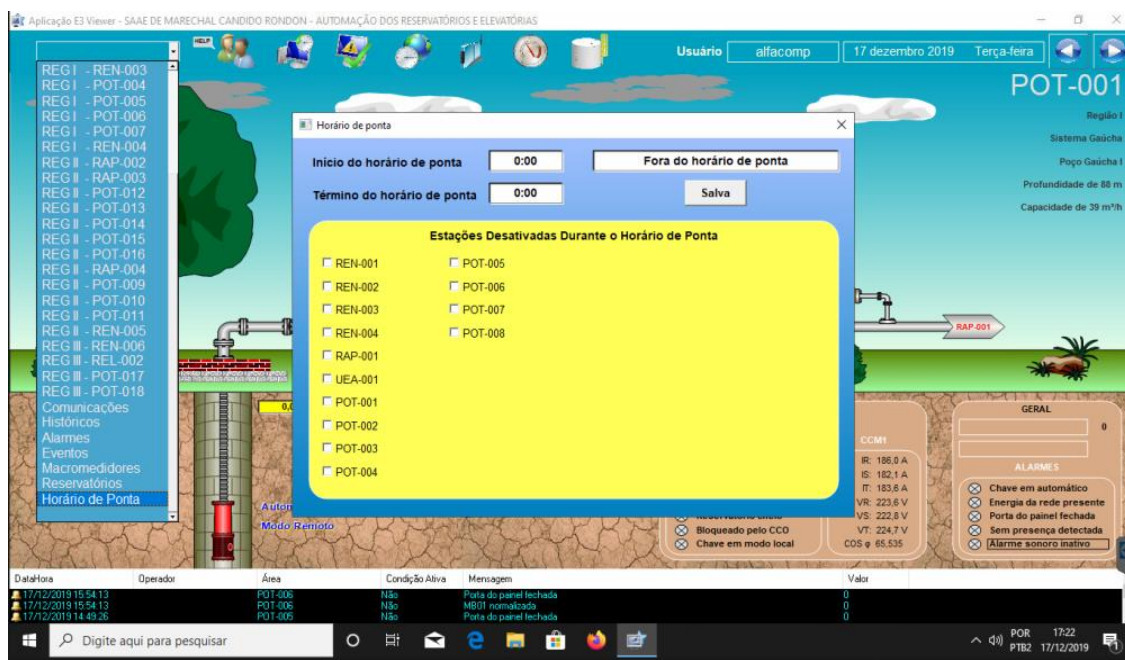 Aplicação E3 Viewer - SAAE DE MARECHAL CANDIDO RONDON - AUTOMAÇÃO DOS RESERVATÓRIOS E ELEVATÓRIAS
HELP
Usuário alfacomp 17 dezembro 2019 Terça-feira
POT-001
Região I
Sistema Gaúcha
Poço Gaúcha I
Profundidade de 88 m
Capacidade de 39 m³/h
REG I - REN-003
REG I - POT-004
REG I - POT-005
REG I - POT-006
REG I - POT-007
REG I - REN-004
REG II - RAP-002
REG II - RAP-003
REG II - POT-012
REG II - POT-013
REG II - POT-014
REG II - POT-015
REG II - POT-016
REG II - RAP-004
REG II - POT-009
REG II - POT-010
REG II - POT-011
REG II - REN-005
REG III - REN-006
REG III - REL-002
REG III - POT-017
REG III - POT-018
Comunicações
Históricos
Alarmes
Eventos
Macromedidores
Reservatórios
Horário de Ponta
Horário de ponta
Início do horário de ponta 0:00 Fora do horário de ponta
Término do horário de ponta 0:00 Salva
Estações Desativadas Durante o Horário de Ponta
REN-001 POT-005
REN-002 POT-006
REN-003 POT-007
REN-004 POT-008
RAP-001
UEA-001
POT-001
POT-002
POT-003
POT-004
RAP-001
Modo Remoto
Bloqueado pelo CCO
Chave em modo local
CCM1
IR: 186,0 A
IS: 182,1 A
IT: 183,6 A
VR: 223,6 V
VS: 222,8 V
VT: 224,7 V
COS φ 65,535
GERAL
0
ALARMES
Chave em automático
Energia da rede presente
Porta do painel fechada
Sem presença detectada
Alarme sonoro inativo
Data/Hora Operador Área Condição Ativa Mensagem Valor
17/12/2019 15:54:13 POT-006 Não Porta do painel fechada 0
17/12/2019 15:54:13 POT-006 Não MB01 normalizada 0
17/12/2019 14:49:26 POT-005 Não Porta do painel fechada 0
Digite aqui para pesquisar
POR 17:22
PTB2 17/12/2019